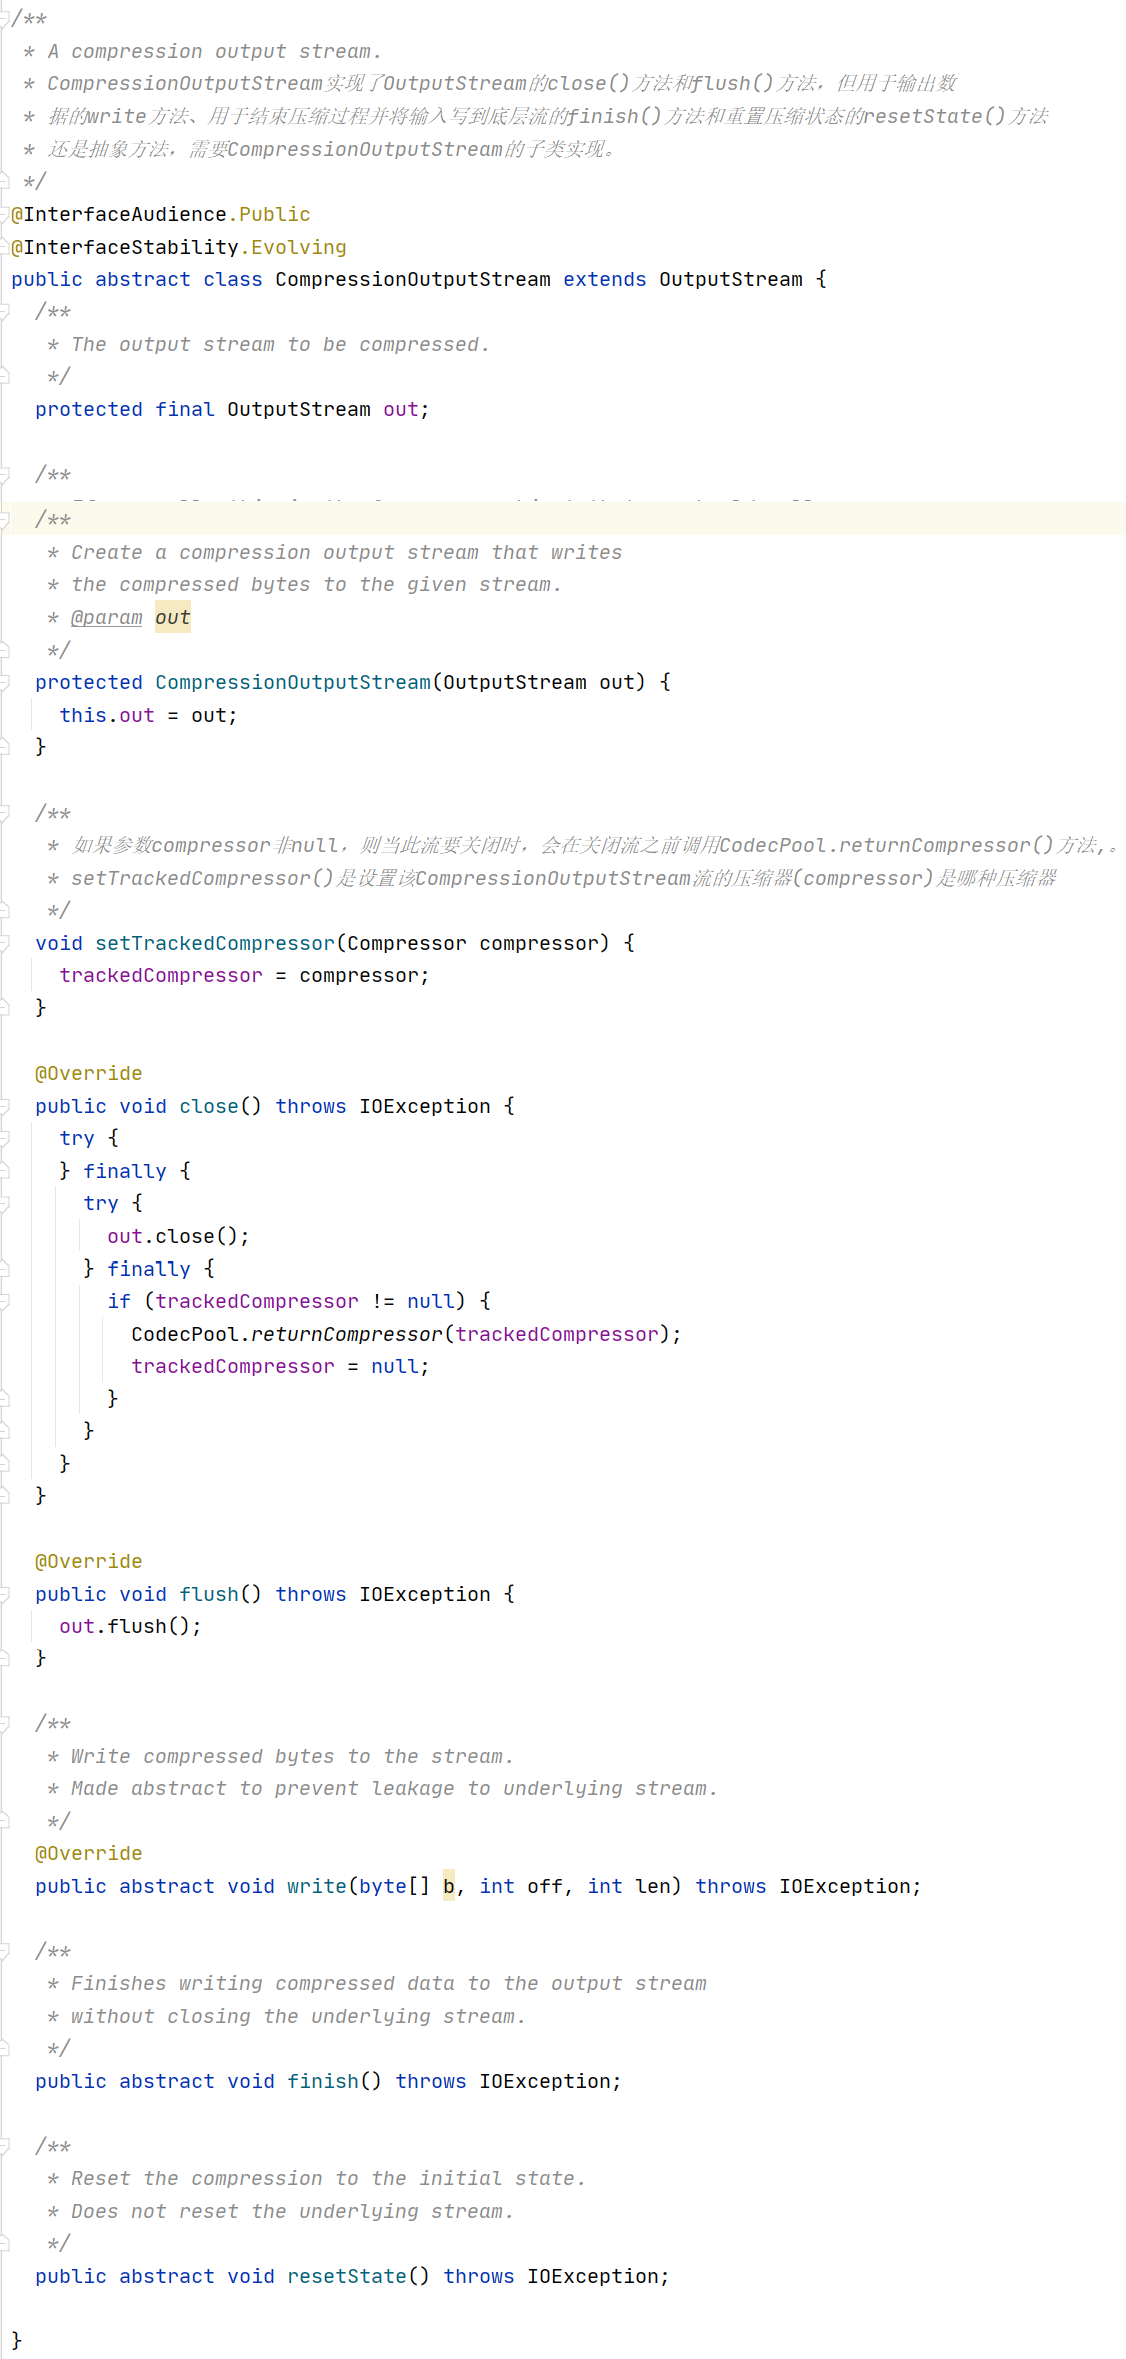 /**
 * A compression output stream.
 * CompressionOutputStream实现了OutputStream的close()方法和flush()方法，但用于输出数
 * 据的write方法、用于结束压缩过程并将输入写到底层流的finish()方法和重置压缩状态的resetState()方法
 * 还是抽象方法，需要CompressionOutputStream的子类实现。
 */
@InterfaceAudience.Public
@InterfaceStability.Evolving
public abstract class CompressionOutputStream extends OutputStream {
  /**
   * The output stream to be compressed.
   */
  protected final OutputStream out;

  /**
  /**
   * Create a compression output stream that writes
   * the compressed bytes to the given stream.
   * @param out
   */
  protected CompressionOutputStream(OutputStream out) {
    this.out = out;
  }

  /**
   * 如果参数compressor非null，则当此流要关闭时，会在关闭流之前调用CodecPool.returnCompressor()方法,。
   * setTrackedCompressor()是设置该CompressionOutputStream流的压缩器(compressor)是哪种压缩器
   */
  void setTrackedCompressor(Compressor compressor) {
    trackedCompressor = compressor;
  }

  @Override
  public void close() throws IOException {
    try {
    } finally {
      try {
        out.close();
      } finally {
        if (trackedCompressor != null) {
          CodecPool.returnCompressor(trackedCompressor);
          trackedCompressor = null;
        }
      }
    }
  }

  @Override
  public void flush() throws IOException {
    out.flush();
  }

  /**
   * Write compressed bytes to the stream.
   * Made abstract to prevent leakage to underlying stream.
   */
  @Override
  public abstract void write(byte[] b, int off, int len) throws IOException;

  /**
   * Finishes writing compressed data to the output stream
   * without closing the underlying stream.
   */
  public abstract void finish() throws IOException;

  /**
   * Reset the compression to the initial state.
   * Does not reset the underlying stream.
   */
  public abstract void resetState() throws IOException;

}